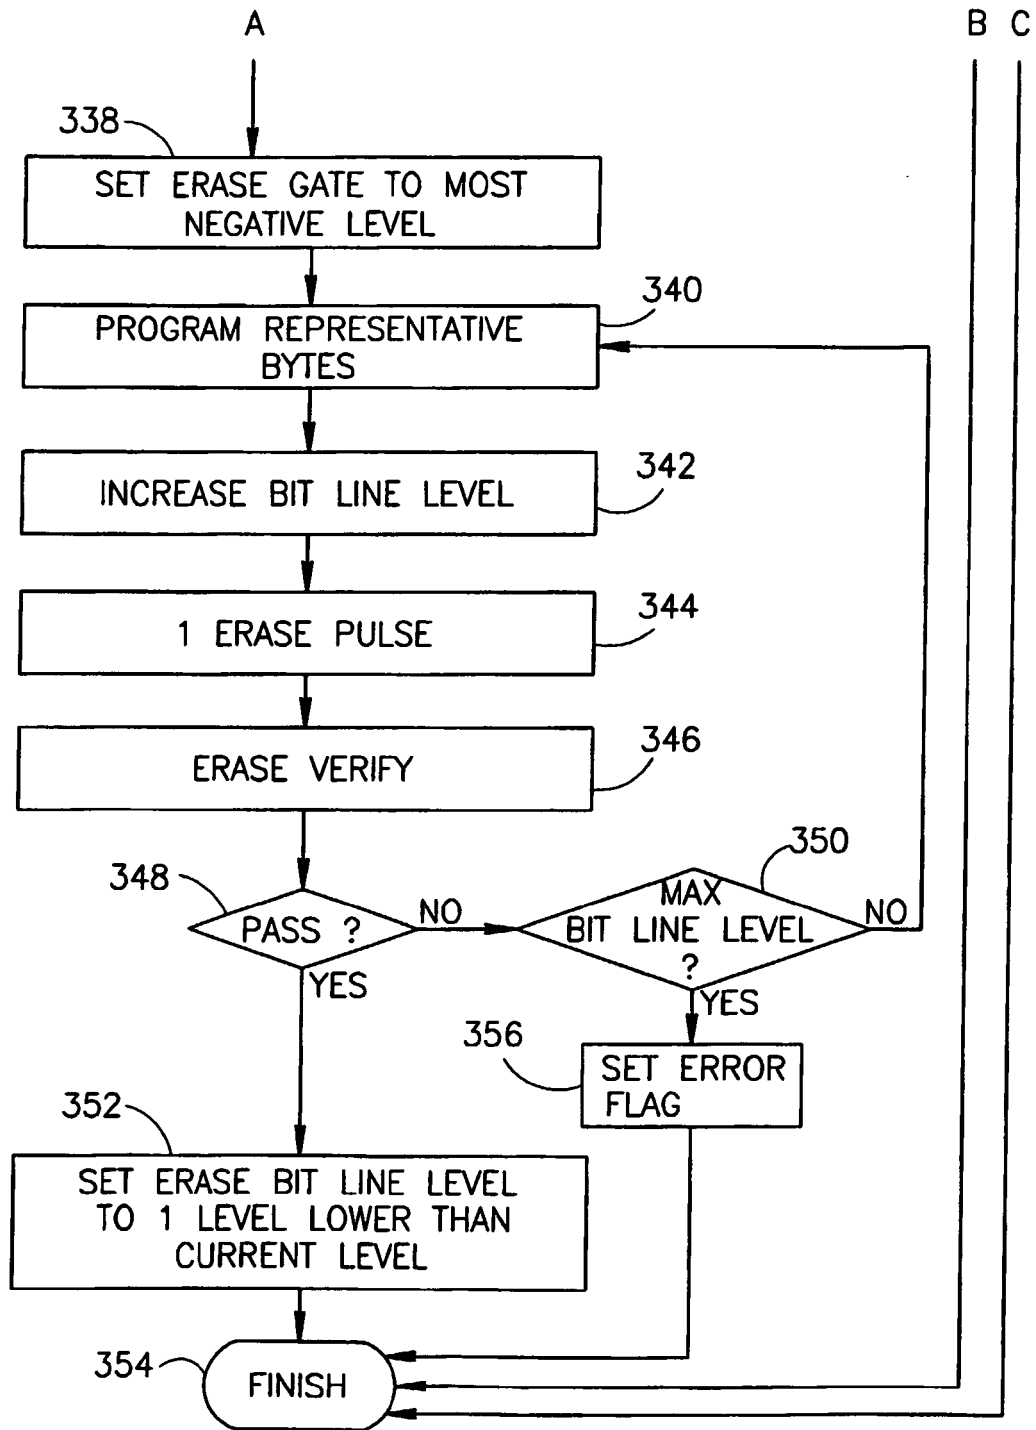 A
B C
338
SET ERASE GATE TO MOST
NEGATIVE LEVEL
340
PROGRAM REPRESENTATIVE
BYTES
342
INCREASE BIT LINE LEVEL
344
1 ERASE PULSE
346
ERASE VERIFY
348
PASS ?
NO
YES
350
MAX
BIT LINE LEVEL
?
NO
YES
356
SET ERROR
FLAG
352
SET ERASE BIT LINE LEVEL
TO 1 LEVEL LOWER THAN
CURRENT LEVEL
354
FINISH